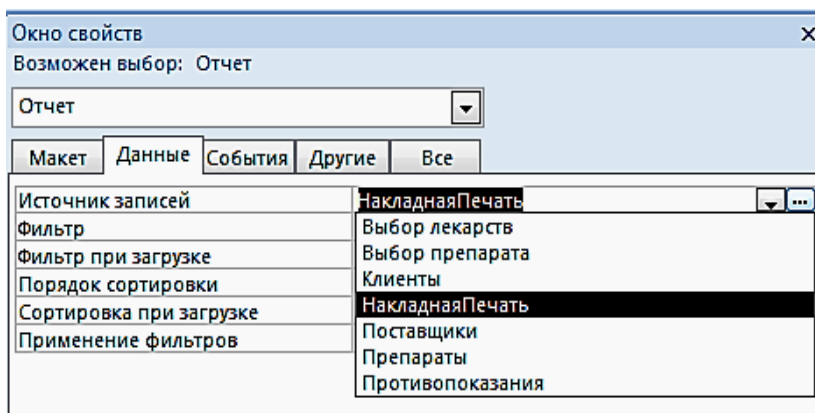 Окно свойств
Возможен выбор: Отчет
Отчет
Макет Данные События Другие Все
Источник записей НакладнаяПечать
Фильтр Выбор лекарств
Фильтр при загрузке Выбор препарата
Порядок сортировки Клиенты
Сортировка при загрузке НакладнаяПечать
Применение фильтров Поставщики
Препараты
Противопоказания